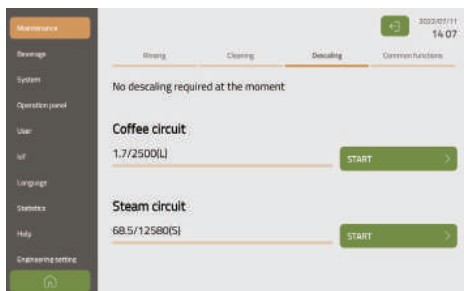 Maintenance
2022/07/11
14:07
Beverage
Rinsing
Cleaning
Descaling
Common functions
System
No descaling required at the moment
Operation panel
User
Coffee circuit
IoT
1.7/2500(L)
START
Language
Statistics
Steam circuit
Help
68.5/12580(S)
START
Engineering setting